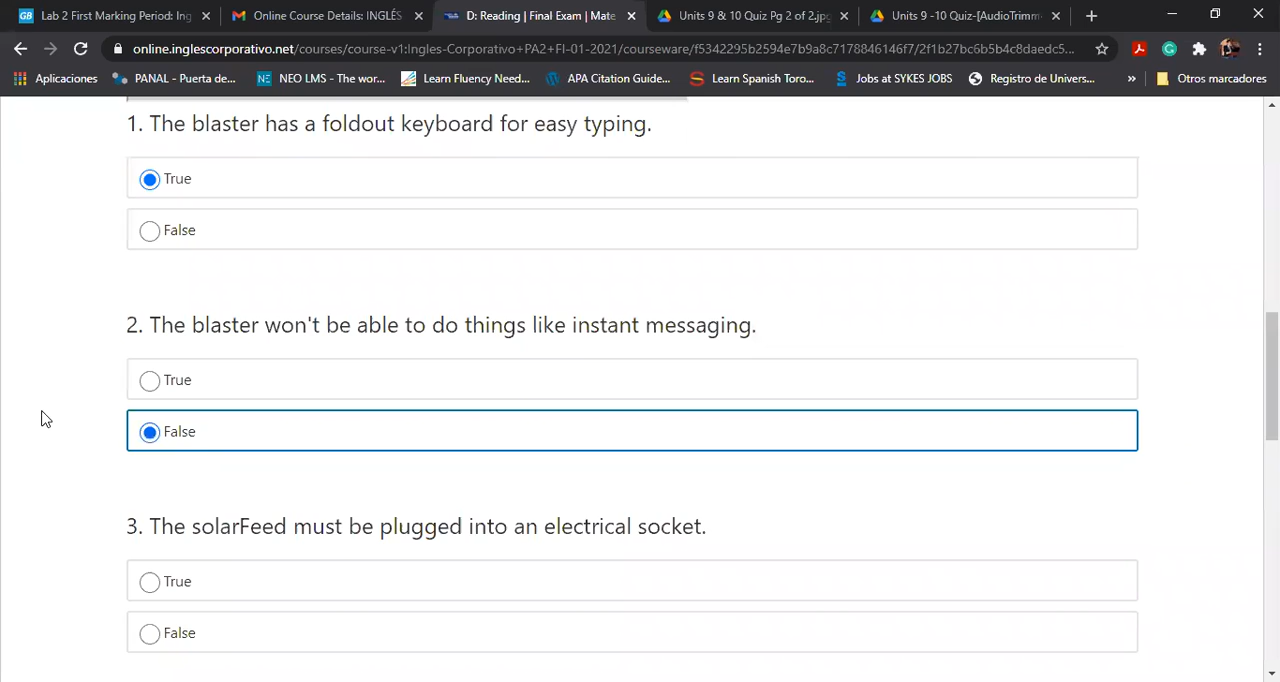 Lab 2 First Marking Period: Ing
Online Course Details: INGLÉS
D: Reading | Final Exam | Mate
Units 9 & 10 Quiz Pg 2 of 2.jpg
Units 9 -10 Quiz-[AudioTrimm
online.inglescorporativo.net/courses/course-v1:Ingles-Corporativo+PA2+FI-01-2021/courseware/f5342295b2594e7b9a8c7178846146f7/2f1b27bc6b5b4c8daedc5...
Aplicaciones
PANAL - Puerta de...
NE NEO LMS - The wor...
Learn Fluency Need...
APA Citation Guide...
Learn Spanish Toro...
Jobs at SYKES JOBS
Registro de Univers...
»
Otros marcadores
1. The blaster has a foldout keyboard for easy typing.
True
False
2. The blaster won't be able to do things like instant messaging.
True
False
3. The solarFeed must be plugged into an electrical socket.
True
False